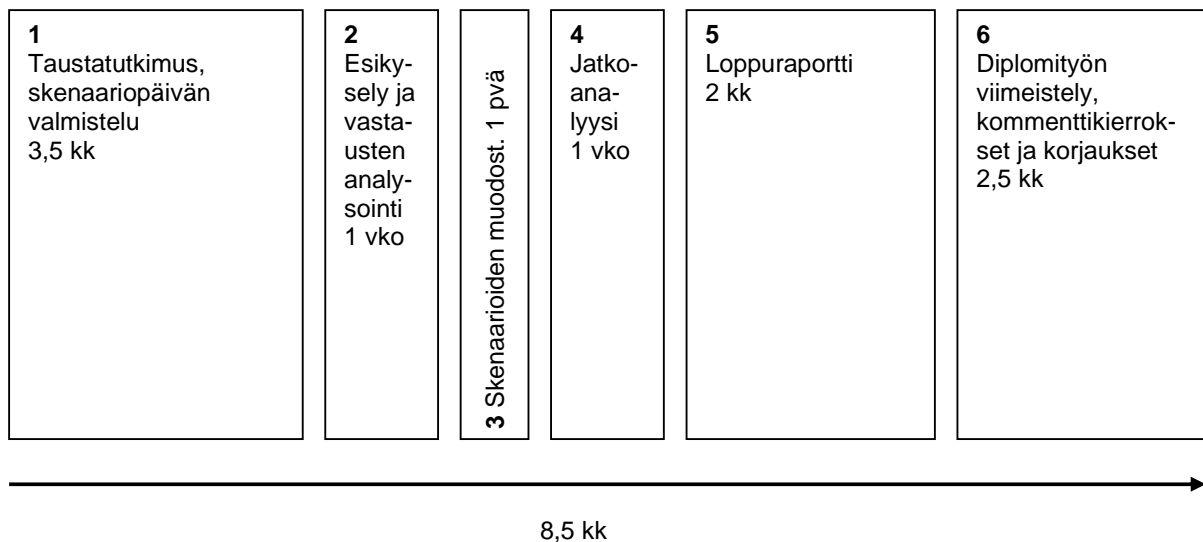 1
Taustatutkimus,
skenaariopäivän
valmistelu
3,5 kk
2
Esiky-
sely ja
vasta-
usten
analy-
sointi
1 vko
3 Skenaarioiden muodost. 1 pvä
4
Jatko-
ana-
lyysi
1 vko
5
Loppuraportti
2 kk
6
Diplomityön
viimeistely,
kommenttikierrok-
set ja korjaukset
2,5 kk
8,5 kk